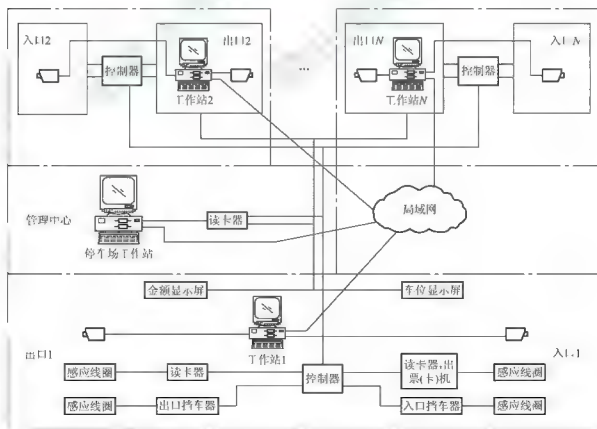 入口2
控制器
出口2
工作站2
...
出口N
工作站N
控制器
入口N
管理中心
停车场工作站
读卡器
局域网
金额显示屏
车位显示屏
工作站1
出口1
入口1
感应线圈
读卡器
控制器
读卡器,出
票(卡)机
感应线圈
感应线圈
出口挡车器
入口挡车器
感应线圈